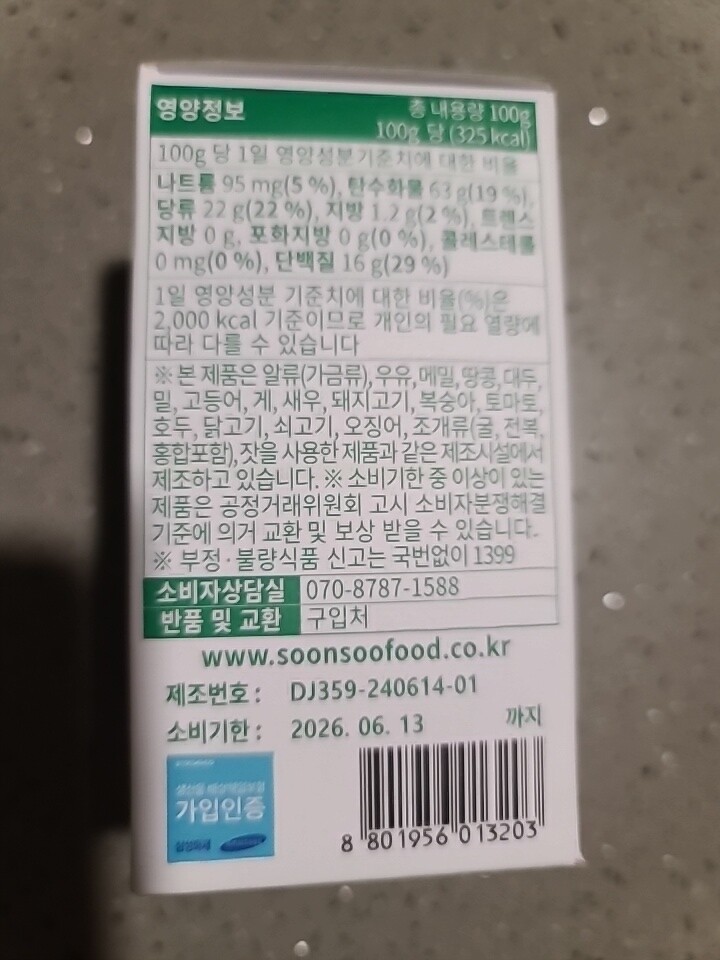 영양정보
총 내용량 100g
100g 당 (325 kcal)
100g 당 1일 영양성분기준치에 대한 비율
나트륨 95 mg(5 %), 탄수화물 63 g(19 %),
당류 22 g(22 %), 지방 1.2 g(2 %), 트랜스
지방 0 g, 포화지방 0 g(0 %), 콜레스테롤
0 mg(0 %), 단백질 16 g(29 %)
1일 영양성분 기준치에 대한 비율(%)은
2,000 kcal 기준이므로 개인의 필요 열량에
따라 다를 수 있습니다
※ 본 제품은 알류(가금류), 우유, 메밀, 땅콩, 대두,
밀, 고등어, 게, 새우, 돼지고기, 복숭아, 토마토,
호두, 닭고기, 쇠고기, 오징어, 조개류(굴, 전복,
홍합포함), 잣을 사용한 제품과 같은 제조시설에서
제조하고 있습니다. ※ 소비기한 중 이상이 있는
제품은 공정거래위원회 고시 소비자분쟁해결
기준에 의거 교환 및 보상 받을 수 있습니다.
※ 부정 · 불량식품 신고는 국번없이 1399
소비자상담실 070-8787-1588
반품 및 교환 구입처
www.soonsoofood.co.kr
제조번호 : DJ359-240614-01
소비기한 : 2026. 06. 13 까지
가입인증
8 801956 013203